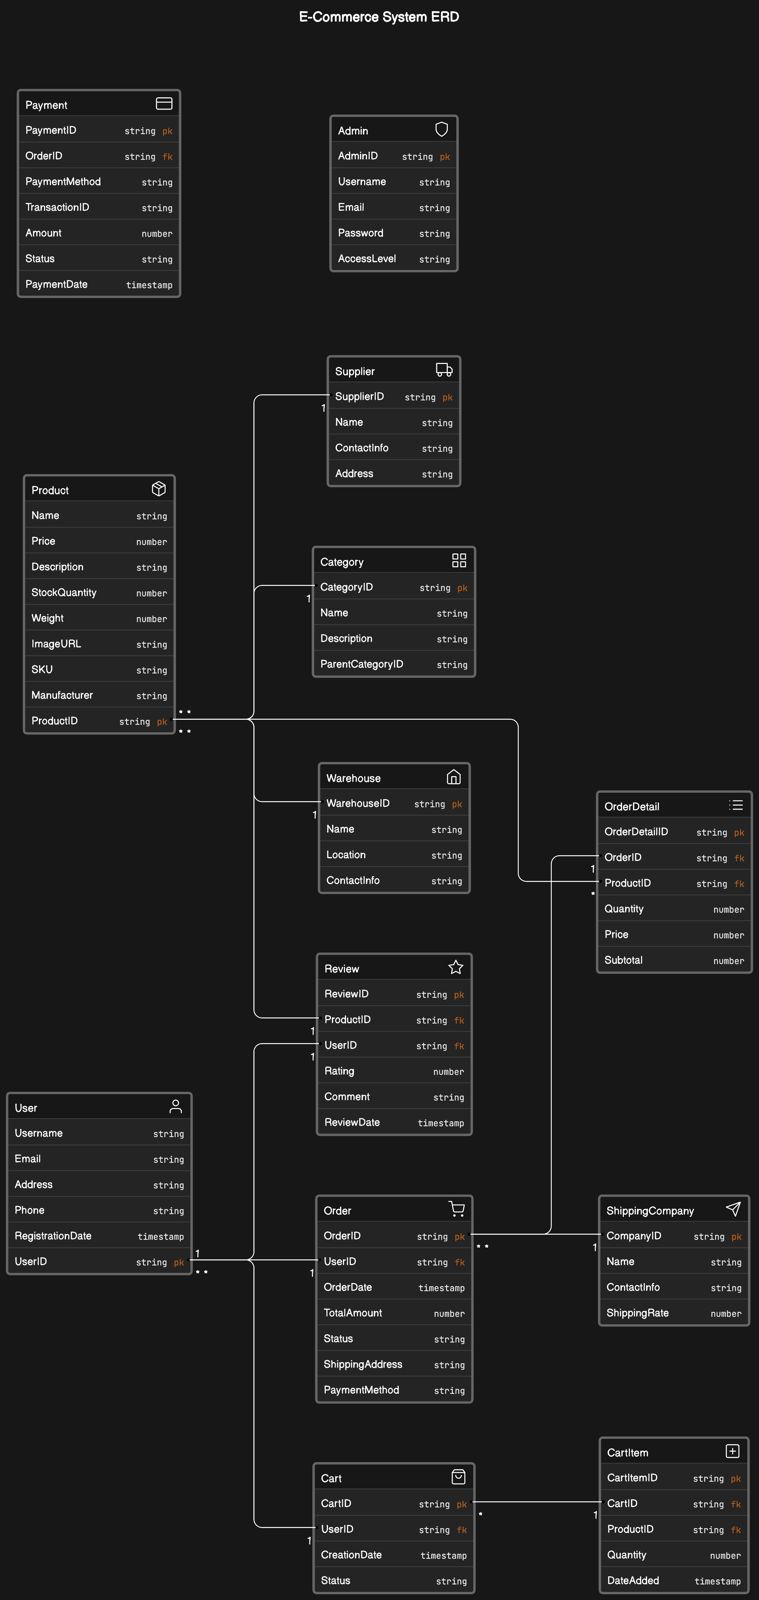 E-Commerce System ERD
Payment
PaymentID string pk
OrderID string fk
PaymentMethod string
TransactionID string
Amount number
Status string
PaymentDate timestamp
Admin
AdminID string pk
Username string
Email string
Password string
AccessLevel string
Supplier
SupplierID string pk
1
Name string
ContactInfo string
Address string
Product
Name string
Price number
Description string
StockQuantity number
Weight number
ImageURL string
SKU string
Manufacturer string
ProductID string pk
* *
* *
Category
CategoryID string pk
1
Name string
Description string
ParentCategoryID string
Warehouse
WarehouseID string pk
1
Name string
Location string
ContactInfo string
OrderDetail
OrderDetailID string pk
OrderID string fk
1
ProductID string fk
*
Quantity number
Price number
Subtotal number
Review
ReviewID string pk
ProductID string fk
1
UserID string fk
1
Rating number
Comment string
ReviewDate timestamp
User
Username string
Email string
Address string
Phone string
RegistrationDate timestamp
UserID string pk
1
* *
Order
OrderID string pk
* *
UserID string fk
1
OrderDate timestamp
TotalAmount number
Status string
ShippingAddress string
PaymentMethod string
ShippingCompany
CompanyID string pk
1
Name string
ContactInfo string
ShippingRate number
Cart
CartID string pk
*
UserID string fk
1
CreationDate timestamp
Status string
CartItem
CartItemID string pk
CartID string fk
1
ProductID string fk
Quantity number
DateAdded timestamp